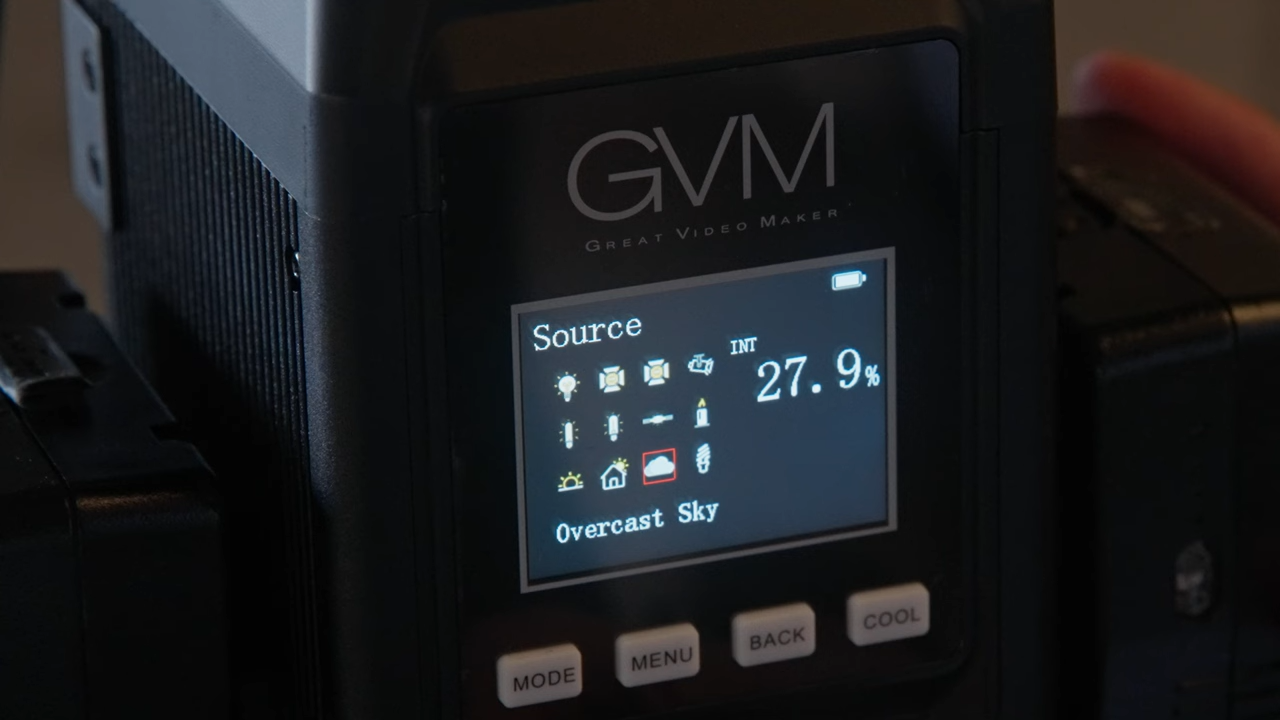 GVM
GREAT VIDEO MAKER
Source
INT
27.9%
Overcast Sky
MODE
MENU
BACK
COOL